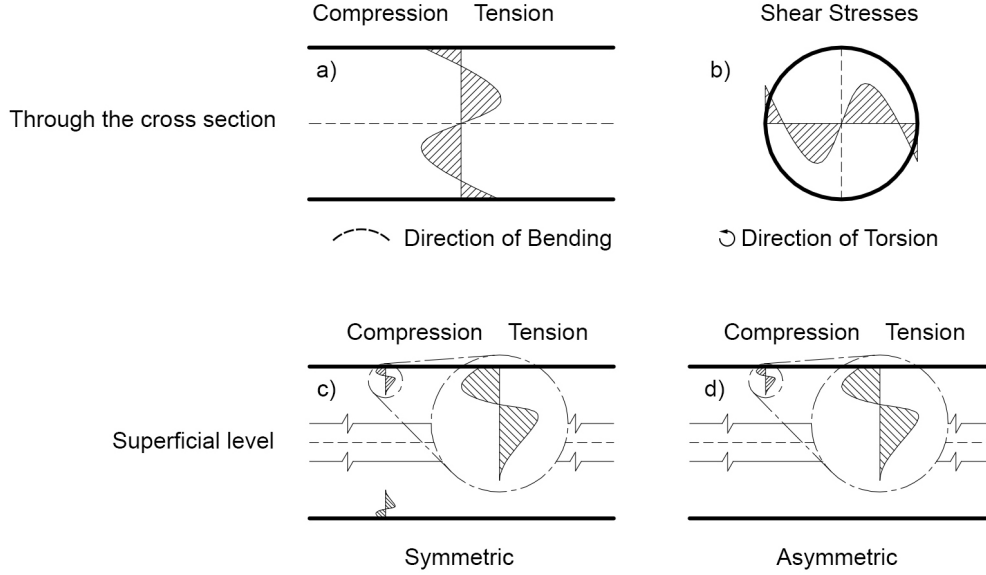 Compression Tension
Shear Stresses
a)
b)
Through the cross section
Direction of Bending
Direction of Torsion
Compression Tension
Compression Tension
c)
d)
Superficial level
Symmetric
Asymmetric